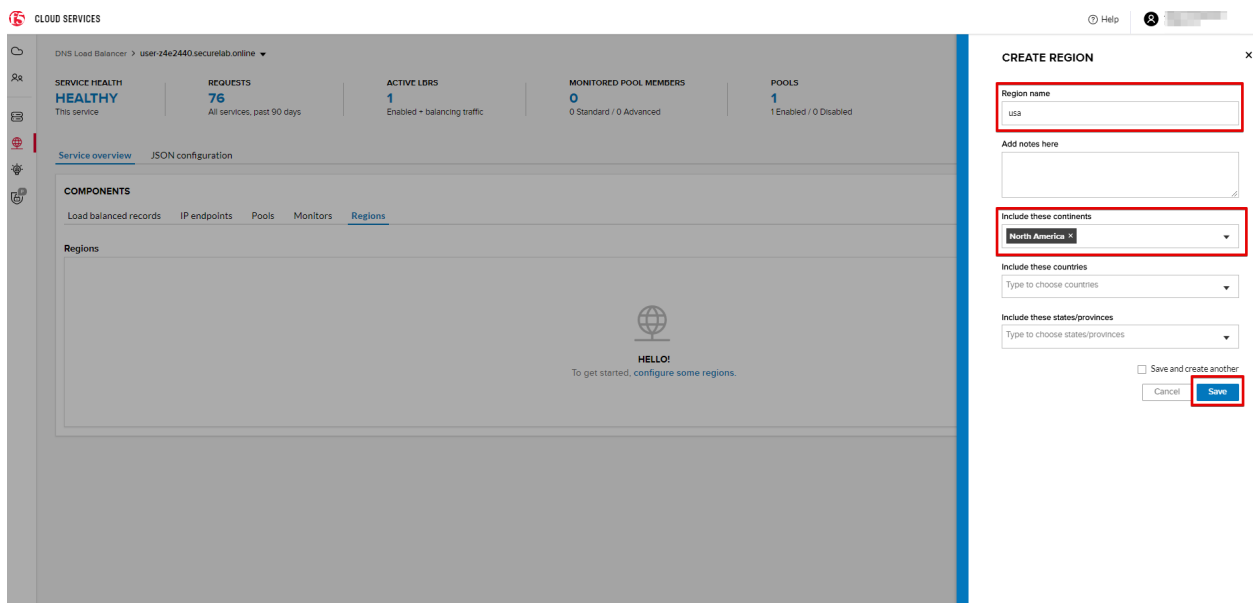 f5 CLOUD SERVICES
Help
DNS Load Balancer > user-z4e2440.securelab.online
SERVICE HEALTH
HEALTHY
This service
REQUESTS
76
All services, past 90 days
ACTIVE LBRS
1
Enabled + balancing traffic
MONITORED POOL MEMBERS
0
0 Standard / 0 Advanced
POOLS
1
1 Enabled / 0 Disabled
Service overview JSON configuration
COMPONENTS
Load balanced records IP endpoints Pools Monitors Regions
Regions
HELLO!
To get started, configure some regions.
CREATE REGION ×
Region name
usa
Add notes here
Include these continents
North America ×
Include these countries
Type to choose countries
Include these states/provinces
Type to choose states/provinces
Save and create another
Cancel Save